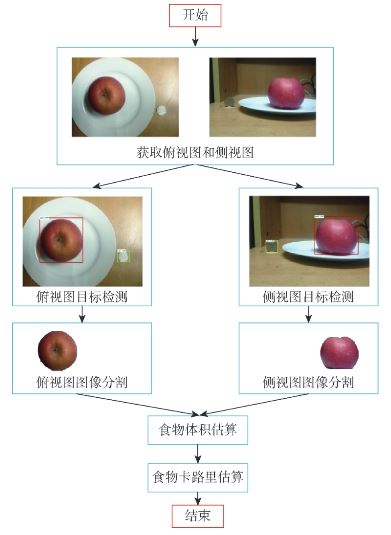 开始
获取俯视图和侧视图
俯视图目标检测
侧视图目标检测
俯视图图像分割
侧视图图像分割
食物体积估算
食物卡路里估算
结束